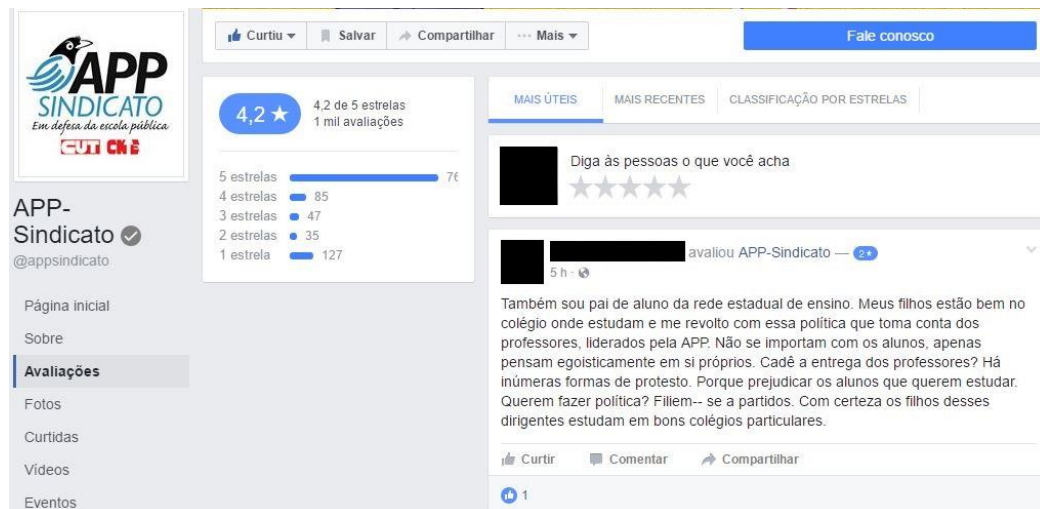 Curtiu
Salvar
Compartilhar
Mais
Fale conosco
APP
SINDICATO
Em defesa da escola pública
CUT CNE
APP-
Sindicato
@appsindicato
Página inicial
Sobre
Avaliações
Fotos
Curtidas
Vídeos
Eventos
4,2
4,2 de 5 estrelas
1 mil avaliações
5 estrelas 76
4 estrelas 85
3 estrelas 47
2 estrelas 35
1 estrela 127
MAIS ÚTEIS
MAIS RECENTES
CLASSIFICAÇÃO POR ESTRELAS
Diga às pessoas o que você acha
avaliou APP-Sindicato — 2
5 h ·
Também sou pai de aluno da rede estadual de ensino. Meus filhos estão bem no
colégio onde estudam e me revolto com essa política que toma conta dos
professores, liderados pela APP. Não se importam com os alunos, apenas
pensam egoisticamente em si próprios. Cadê a entrega dos professores? Há
inúmeras formas de protesto. Porque prejudicar os alunos que querem estudar.
Querem fazer política? Filiem-- se a partidos. Com certeza os filhos desses
dirigentes estudam em bons colégios particulares.
Curtir
Comentar
Compartilhar
1